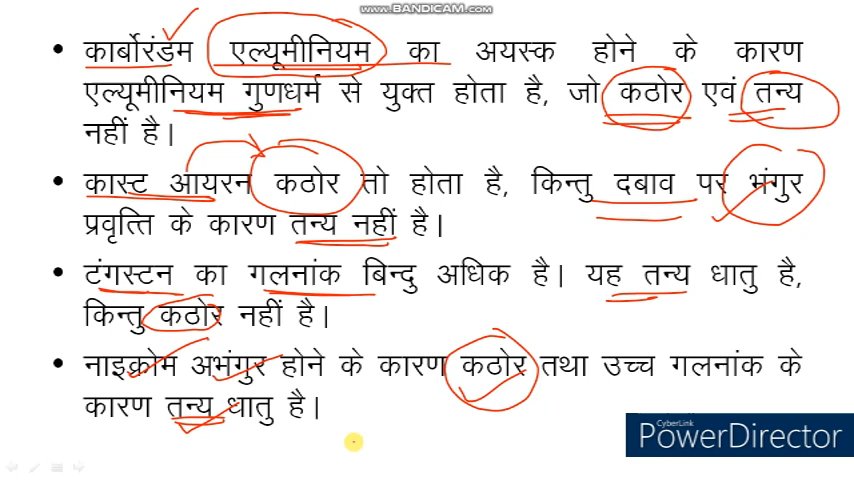 WWW.BANDICAM.COM
• कार्बोरंडम एल्यूमीनियम का अयस्क होने के कारण
एल्यूमीनियम गुणधर्म से युक्त होता है, जो कठोर एवं तन्य
नहीं है।
• कास्ट आयरन कठोर तो होता है, किन्तु दबाव पर भंगुर
प्रवृत्ति के कारण तन्य नहीं है।
• टंगस्टन का गलनांक बिन्दु अधिक है। यह तन्य धातु है,
किन्तु कठोर नहीं है।
• नाइक्रोम अभंगुर होने के कारण कठोर तथा उच्च गलनांक के
कारण तन्य धातु है।
CyberLink
PowerDirector